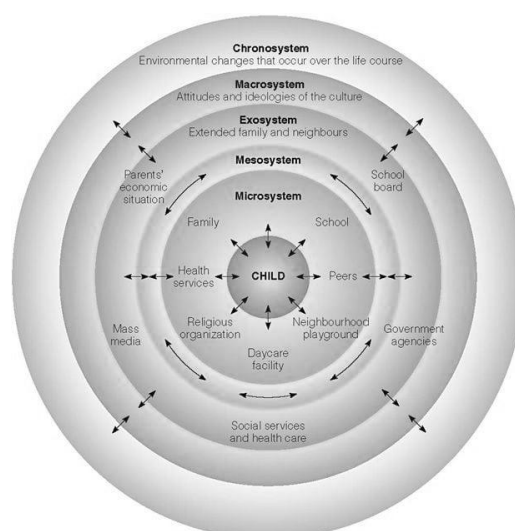 Chronosystem
Environmental changes that occur over the life course
Macrosystem
Attitudes and ideologies of the culture
Exosystem
Extended family and neighbours
Mesosystem
Parents'
economic
situation
School
board
Microsystem
Family
School
Health
services
CHILD
Peers
Religious
organization
Neighbourhood
playground
Daycare
facility
Mass
media
Government
agencies
Social services
and health care